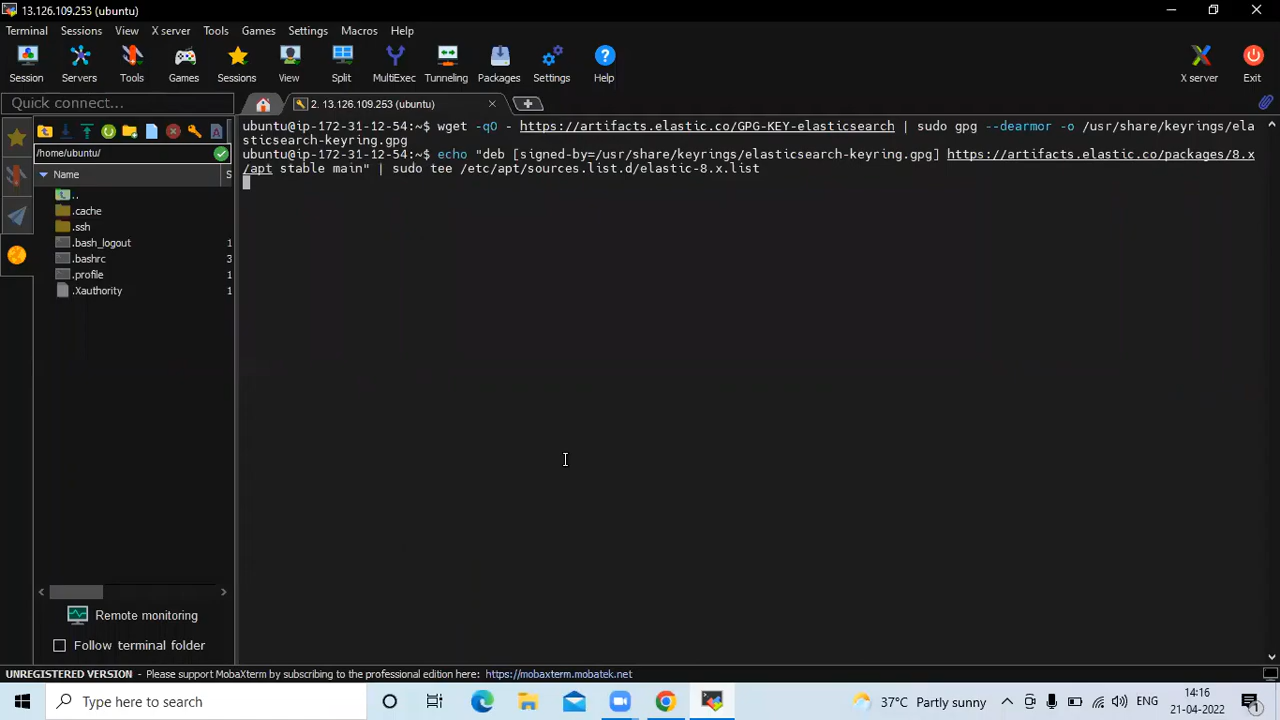 13.126.109.253 (ubuntu)
Terminal Sessions View X server Tools Games Settings Macros Help
Session Servers Tools Games Sessions View Split MultiExec Tunneling Packages Settings Help X server Exit
Quick connect...
2. 13.126.109.253 (ubuntu)
/home/ubuntu/
Name S
..
.cache
.ssh
.bash_logout 1
.bashrc 3
.profile 1
.Xauthority 1
Remote monitoring
Follow terminal folder
ubuntu@ip-172-31-12-54:~$ wget -qO - https://artifacts.elastic.co/GPG-KEY-elasticsearch | sudo gpg --dearmor -o /usr/share/keyrings/ela
sticsearch-keyring.gpg
ubuntu@ip-172-31-12-54:~$ echo "deb [signed-by=/usr/share/keyrings/elasticsearch-keyring.gpg] https://artifacts.elastic.co/packages/8.x
/apt stable main" | sudo tee /etc/apt/sources.list.d/elastic-8.x.list
UNREGISTERED VERSION - Please support MobaXterm by subscribing to the professional edition here: https://mobaxterm.mobatek.net
Type here to search
37°C Partly sunny
ENG
14:16
21-04-2022
1